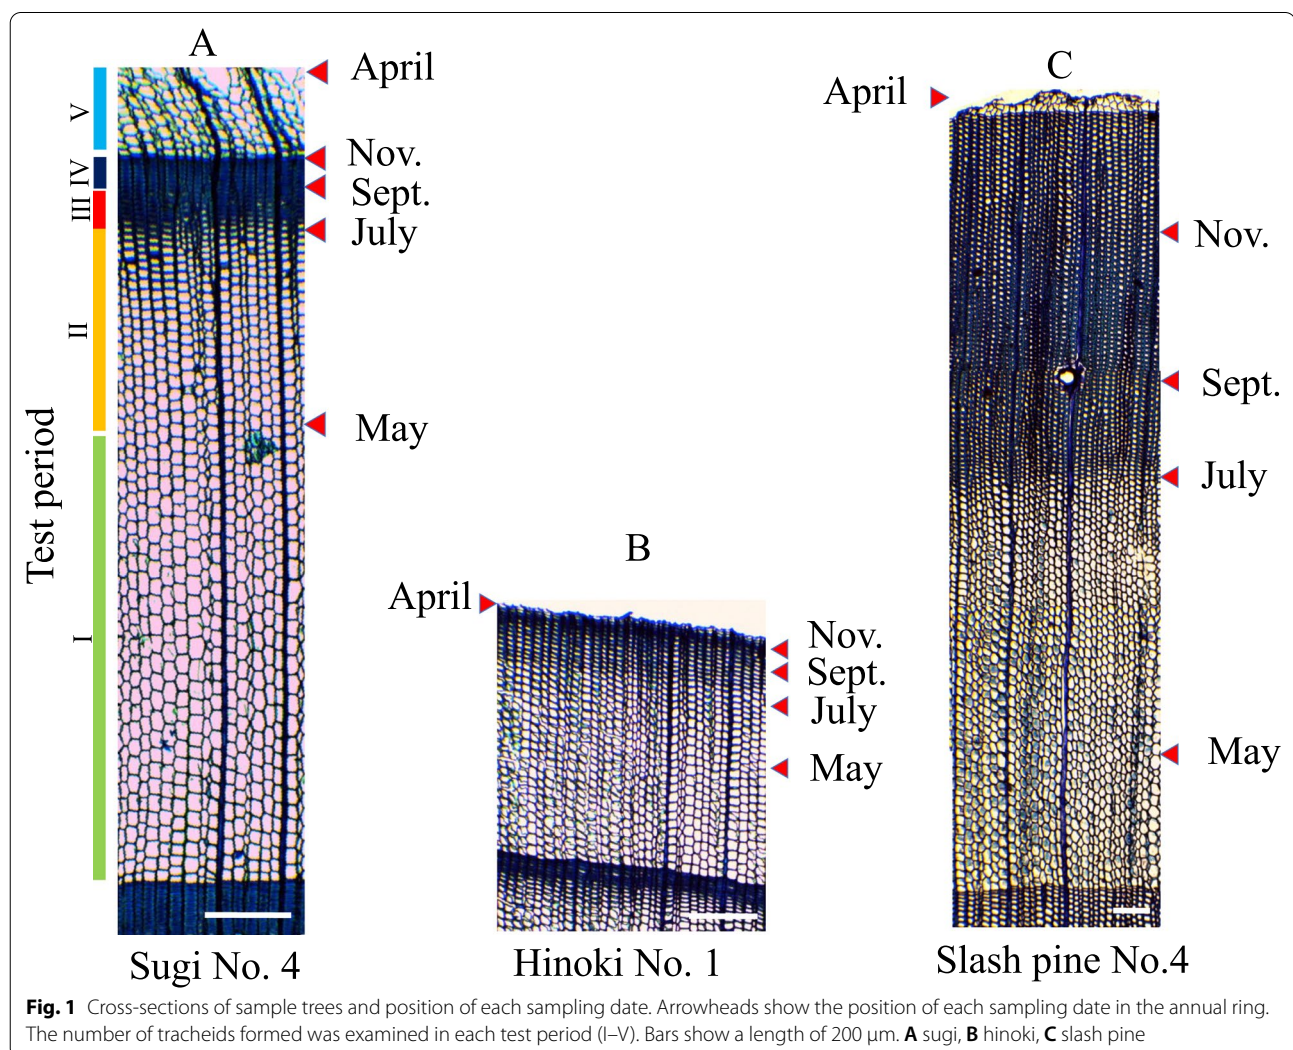 A
April
Nov.
Sept.
July
May
V
IV
III
II
I
Test period
Sugi No. 4
B
April
Nov.
Sept.
July
May
Hinoki No. 1
C
April
Nov.
Sept.
July
May
Slash pine No.4
Fig. 1 Cross-sections of sample trees and position of each sampling date. Arrowheads show the position of each sampling date in the annual ring.
The number of tracheids formed was examined in each test period (I–V). Bars show a length of 200 μm. A sugi, B hinoki, C slash pine